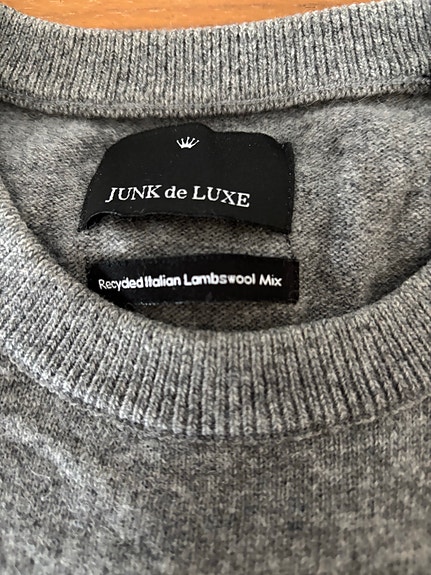 JUNK de LUXE
Recycled Italian Lambswool Mix